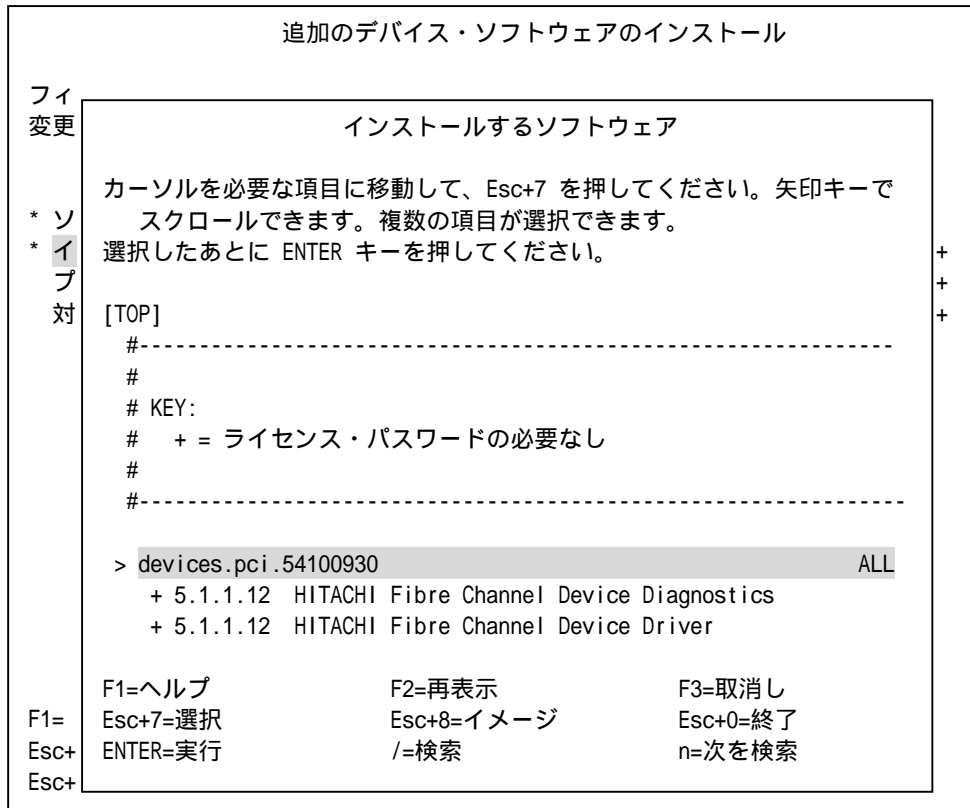 追加のデバイス・ソフトウェアのインストール
フィ
変更
インストールするソフトウェア
カーソルを必要な項目に移動して、Esc+7 を押してください。矢印キーで
* ソ
スクロールできます。複数の項目が選択できます。
* イ
選択したあとに ENTER キーを押してください。
+
プ
+
対
[TOP]
+
#---------------------------------------------------------------
#
# KEY:
# + = ライセンス・パスワードの必要なし
#
#----------------------------------------------------------------
> devices.pci.54100930 ALL
+ 5.1.1.12 HITACHI Fibre Channel Device Diagnostics
+ 5.1.1.12 HITACHI Fibre Channel Device Driver
F1=ヘルプ F2=再表示 F3=取消し
F1=
Esc+7=選択 Esc+8=イメージ Esc+0=終了
Esc+
ENTER=実行 /=検索 n=次を検索
Esc+